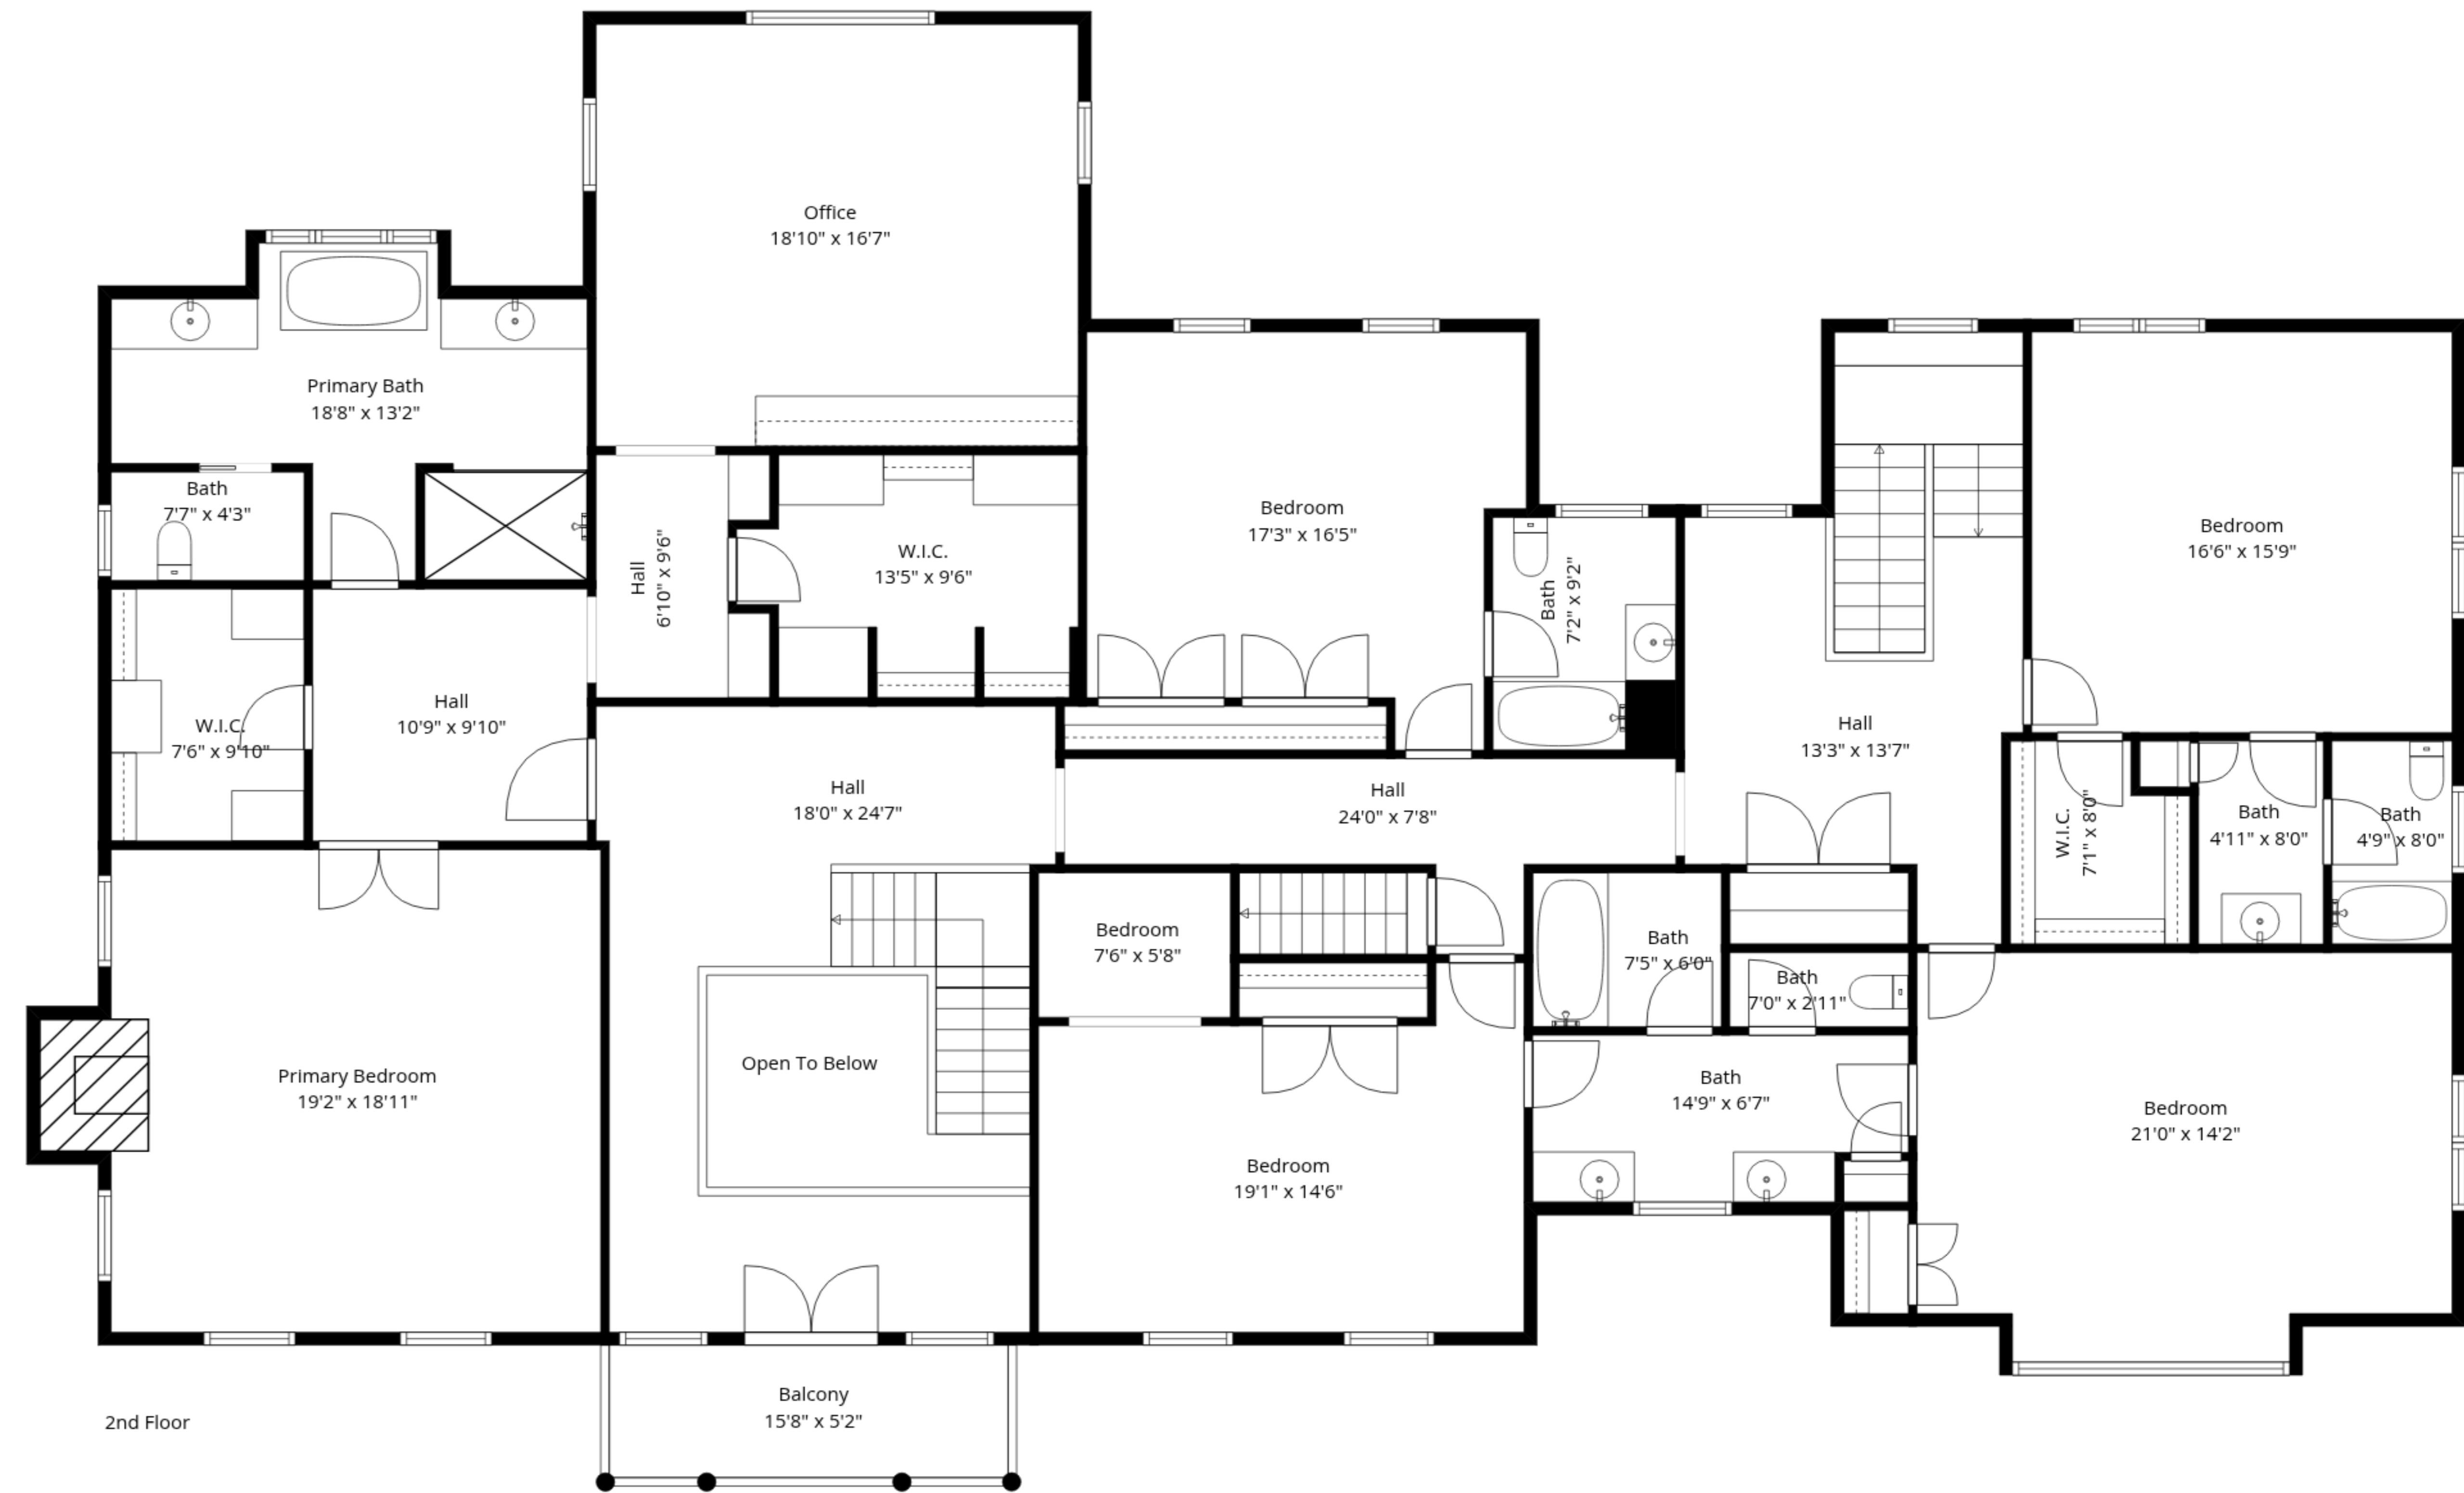 Office
18'10" x 16'7"
Primary Bath
18'8" x 13'2"
Bath
7'7" x 4'3"
Hall
6'10" x 9'6"
W.I.C.
13'5" x 9'6"
Bedroom
17'3" x 16'5"
Bath
7'2" x 9'2"
Bedroom
16'6" x 15'9"
W.I.C.
7'6" x 9'10"
Hall
10'9" x 9'10"
Hall
18'0" x 24'7"
Hall
24'0" x 7'8"
Hall
13'3" x 13'7"
W.I.C.
7'1" x 8'0"
Bath
4'11" x 8'0"
Bath
4'9" x 8'0"
Bedroom
7'6" x 5'8"
Bath
7'5" x 6'0"
Bath
7'0" x 2'11"
Primary Bedroom
19'2" x 18'11"
Open To Below
Bedroom
19'1" x 14'6"
Bath
14'9" x 6'7"
Bedroom
21'0" x 14'2"
Balcony
15'8" x 5'2"
2nd Floor